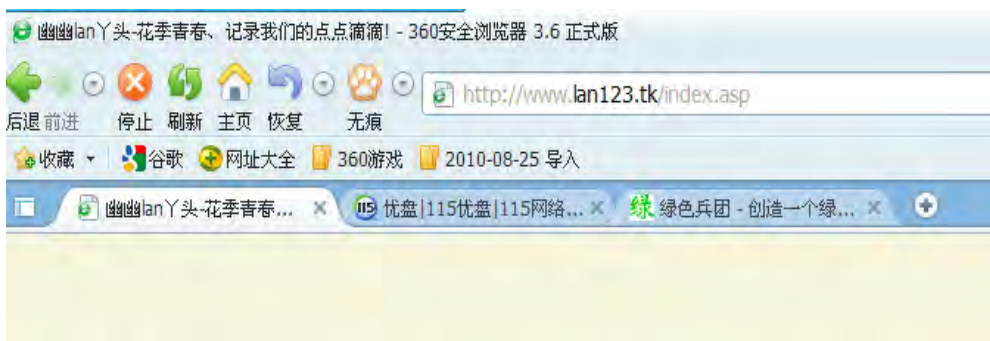 幽幽lan丫头-花季青春、记录我们的点点滴滴! - 360安全浏览器 3.6 正式版
http://www.lan123.tk/index.asp
后退 前进 停止 刷新 主页 恢复 无痕
收藏 谷歌 网址大全 360游戏 2010-08-25 导入
幽幽lan丫头-花季青春... 115 优盘|115优盘|115网络... 绿 绿色兵团 - 创造一个绿...